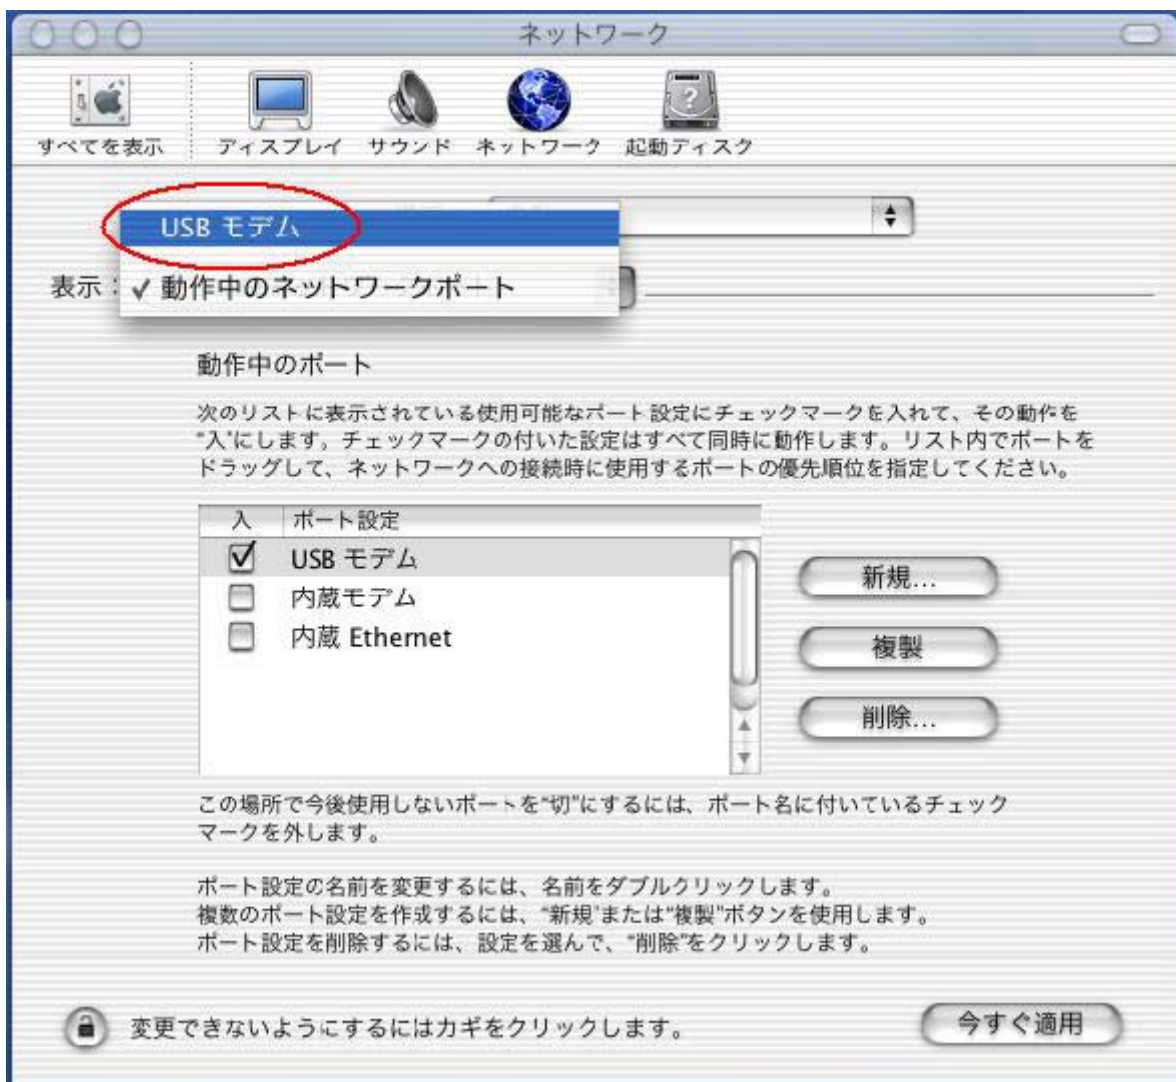 ネットワーク
すべてを表示 ディスプレイ サウンド ネットワーク 起動ディスク
USB モデム
表示： ✓ 動作中のネットワークポート
動作中のポート
次のリストに表示されている使用可能なポート設定にチェックマークを入れて、その動作を
“入”にします。チェックマークの付いた設定はすべて同時に動作します。リスト内でポートを
ドラッグして、ネットワークへの接続時に使用するポートの優先順位を指定してください。
入 ポート設定
USB モデム
内蔵モデム
内蔵 Ethernet
新規...
複製
削除...
この場所で今後使用しないポートを“切”にするには、ポート名に付いているチェック
マークを外します。
ポート設定の名前を変更するには、名前をダブルクリックします。
複数のポート設定を作成するには、“新規”または“複製”ボタンを使用します。
ポート設定を削除するには、設定を選んで、“削除”をクリックします。
変更できないようにするにはカギをクリックします。
今すぐ適用